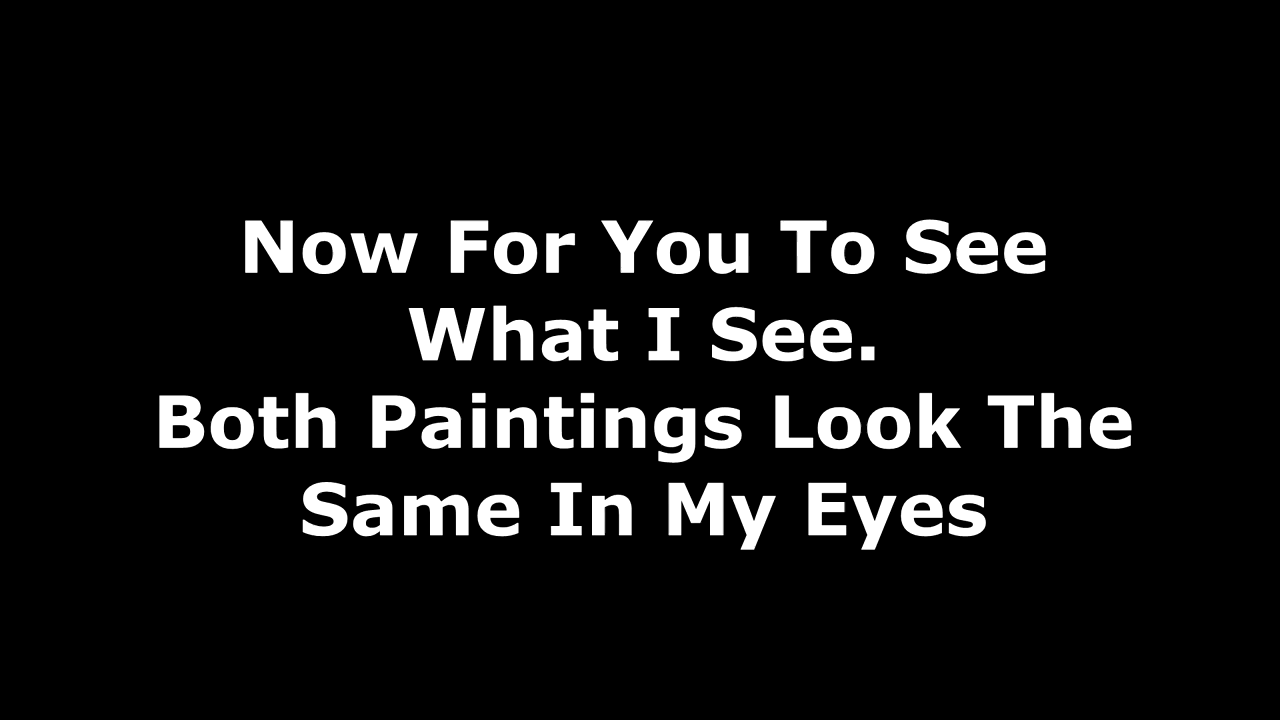 Now For You To See
What I See.
Both Paintings Look The
Same In My Eyes